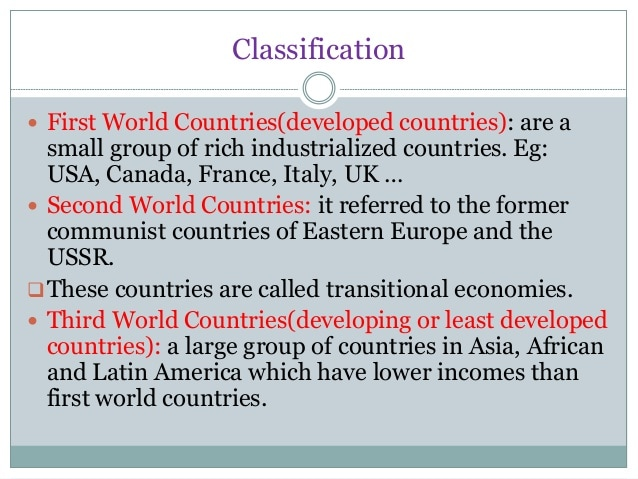 Classification
• First World Countries(developed countries): are a
small group of rich industrialized countries. Eg:
USA, Canada, France, Italy, UK ...
• Second World Countries: it referred to the former
communist countries of Eastern Europe and the
USSR.
❑These countries are called transitional economies.
• Third World Countries(developing or least developed
countries): a large group of countries in Asia, African
and Latin America which have lower incomes than
first world countries.